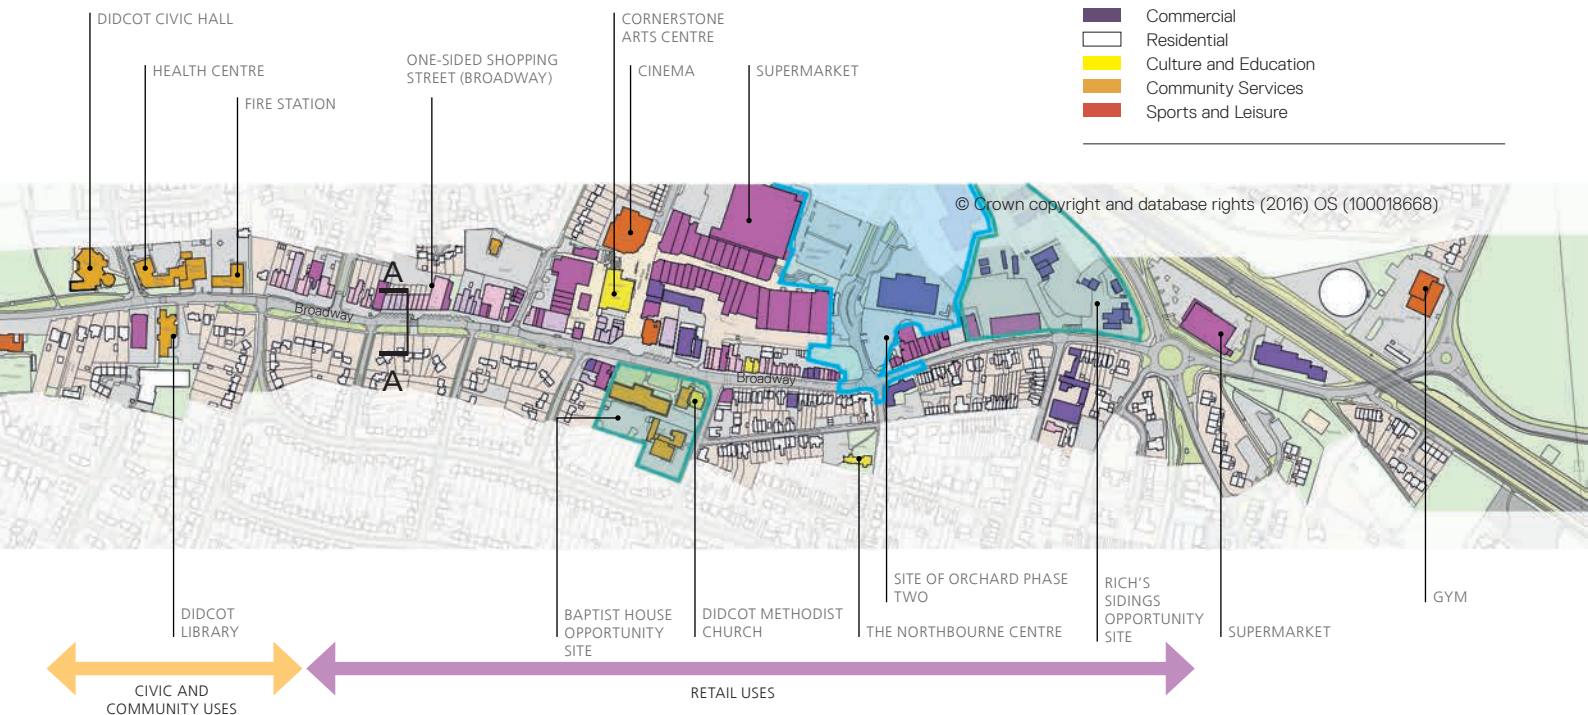 DIDCOT CIVIC HALL
HEALTH CENTRE
FIRE STATION
ONE-SIDED SHOPPING
STREET (BROADWAY)
CORNERSTONE
ARTS CENTRE
CINEMA
SUPERMARKET
Commercial
Residential
Culture and Education
Community Services
Sports and Leisure
© Crown copyright and database rights (2016) OS (100018668)
A
Broadway
A
Broadway
DIDCOT
LIBRARY
BAPTIST HOUSE
OPPORTUNITY
SITE
DIDCOT METHODIST
CHURCH
THE NORTHBOURNE CENTRE
SITE OF ORCHARD PHASE
TWO
RICH'S
SIDINGS
OPPORTUNITY
SITE
SUPERMARKET
GYM
CIVIC AND
COMMUNITY USES
RETAIL USES